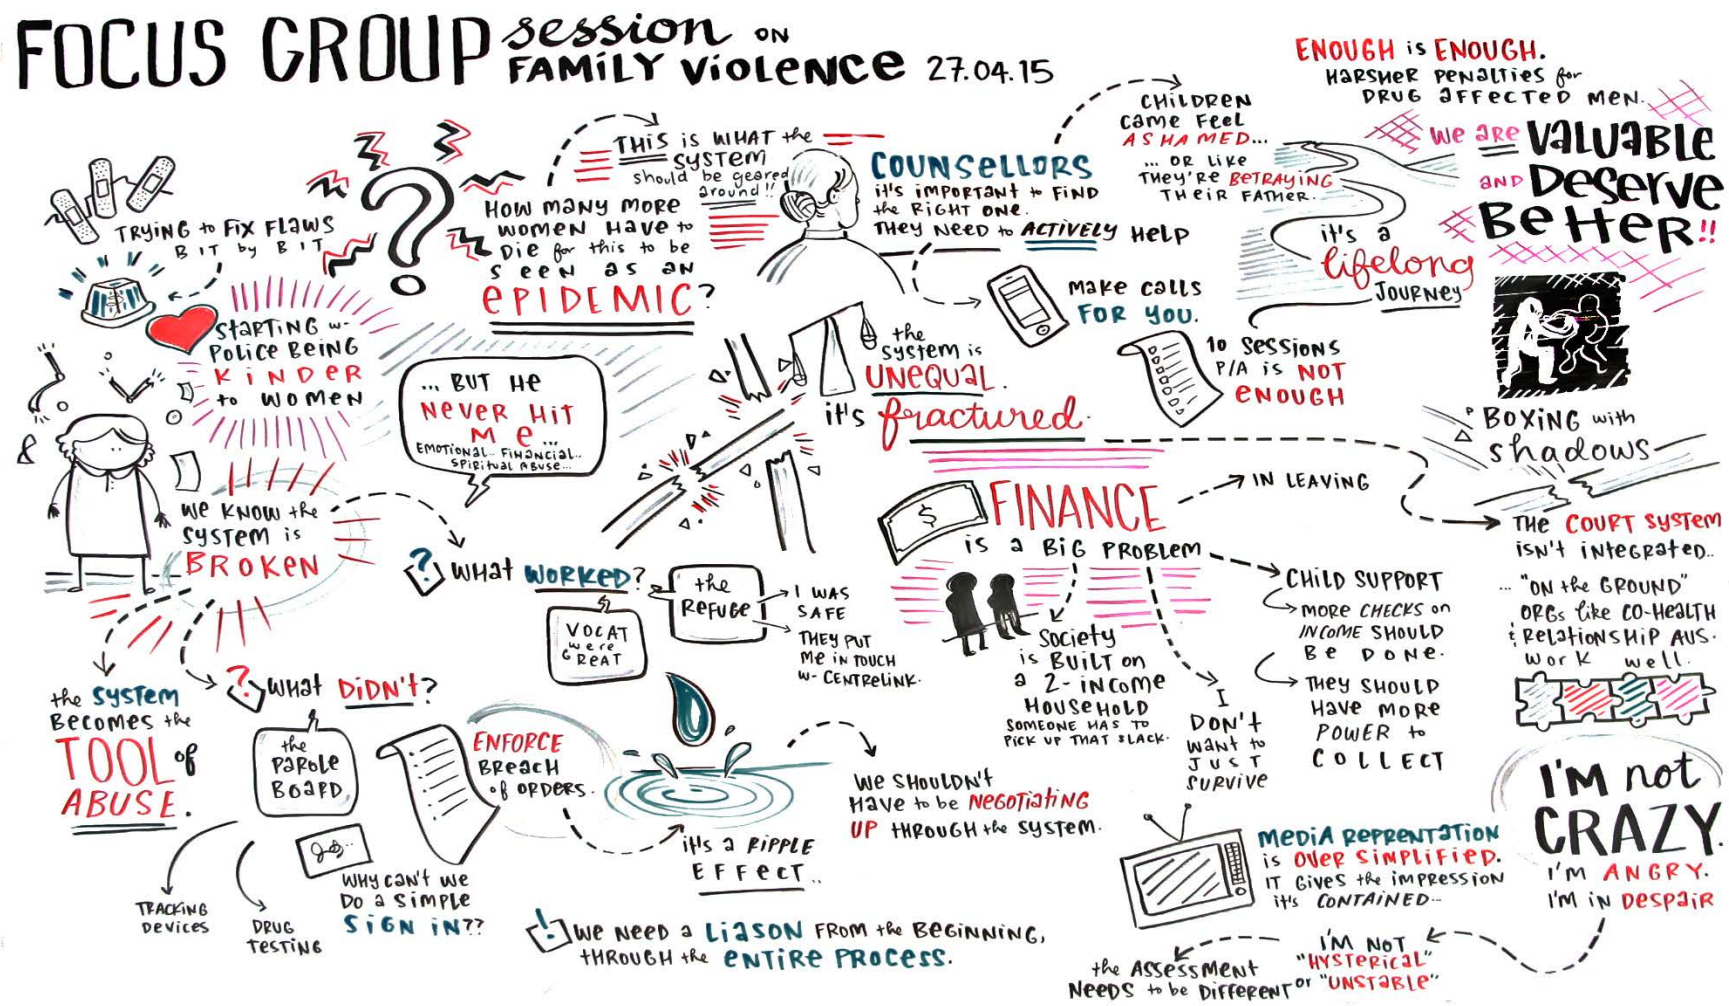 FOCUS GROUP session ON
FAMILY VIOLENCE 27.04.15
TRYING to FIX FLAWS
BIT by BIT
STARTING w-
POLICE BEING
KINDER
to WOMEN
HOW MANY MORE
WOMEN HAVE to
DIE for this to be
SEEN AS AN
EPIDEMIC?
THIS is WHAT the
SYSTEM
should be geared
around!!
COUNSELLORS
it's IMPORTANT to FIND
the RIGHT ONE.
THEY NEED to ACTIVELY HELP
MAKE CALLS
FOR YOU.
CHILDREN
CAME FEEL
ASHAMED...
... OR LIKE
THEY'RE BETRAYING
THEIR FATHER.
ENOUGH is ENOUGH.
HARSHER PENALTIES for
DRUG AFFECTED MEN.
WE ARE VALUABLE
AND DESERVE
BETTER!!
it's a
lifelong
JOURNEY
10 SESSIONS
P/A is NOT
ENOUGH
BOXING with
shadows
... BUT HE
NEVER HIT
ME...
EMOTIONAL.. FINANCIAL..
SPIRITUAL ABUSE...
the
SYSTEM is
UNEQUAL.
it's fractured.
WE KNOW the
SYSTEM is
BROKEN
the SYSTEM
BECOMES the
TOOL of
ABUSE.
? WHAT WORKED?
VOCAT
were
GREAT
the
REFUGE
I WAS
SAFE
THEY PUT
ME IN TOUCH
w- CENTRELINK.
? WHAT DIDN'T?
the
PAROLE
BOARD
TRACKING
DEVICES
DRUG
TESTING
WHY CAN'T WE
DO A SIMPLE
SIGN IN??
ENFORCE
BREACH
of ORDERS.
it's a RIPPLE
EFFECT..
WE SHOULDN'T
HAVE to be NEGOTIATING
UP THROUGH the SYSTEM.
! WE NEED a LIASON FROM the BEGINNING,
THROUGH the ENTIRE PROCESS.
$ FINANCE
is a BIG PROBLEM
IN LEAVING
Society
is BUILT on
a 2-INCOME
HOUSEHOLD
SOMEONE HAS TO
PICK UP THAT SLACK.
I
DON'T
WANT to
JUST
SURVIVE
CHILD SUPPORT
MORE CHECKS on
INCOME SHOULD
BE DONE.
THEY SHOULD
HAVE MORE
POWER to
COLLECT
THE COURT SYSTEM
ISN'T INTEGRATED..
... "ON the GROUND"
ORGs like CO-HEALTH
& RELATIONSHIP AUS.
WORK well.
MEDIA REPRENTATION
is OVER SIMPLIFIED.
IT GIVES the IMPRESSION
it's CONTAINED...
I'M not
CRAZY.
I'M ANGRY.
I'M IN DESPAIR
I'M NOT
"HYSTERICAL"
or "UNSTABLE"
the ASSESSMENT
NEEDS to be DIFFERENT